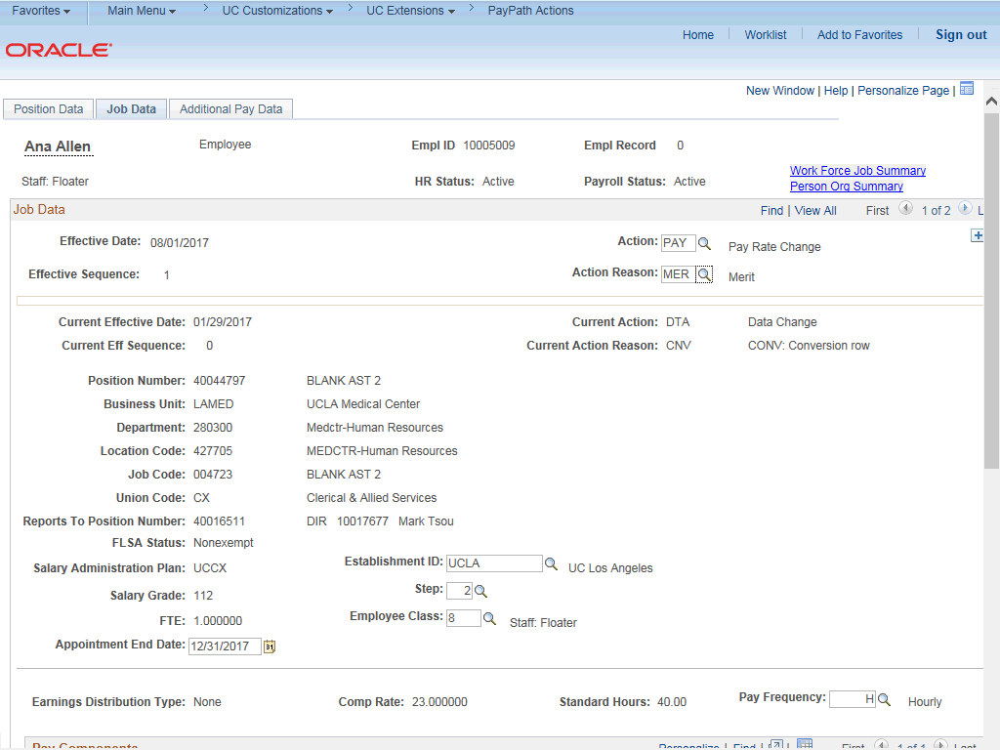 Favorites Main Menu > UC Customizations > UC Extensions > PayPath Actions
Home Worklist Add to Favorites Sign out
ORACLE
New Window | Help | Personalize Page |
Position Data Job Data Additional Pay Data
Ana Allen Employee Empl ID 10005009 Empl Record 0
Staff: Floater HR Status: Active Payroll Status: Active
Work Force Job Summary
Person Org Summary
Job Data Find | View All First 1 of 2 L
Effective Date: 08/01/2017 Action: PAY Pay Rate Change
Effective Sequence: 1 Action Reason: MER Merit
Current Effective Date: 01/29/2017 Current Action: DTA Data Change
Current Eff Sequence: 0 Current Action Reason: CNV CONV: Conversion row
Position Number: 40044797 BLANK AST 2
Business Unit: LAMED UCLA Medical Center
Department: 280300 Medctr-Human Resources
Location Code: 427705 MEDCTR-Human Resources
Job Code: 004723 BLANK AST 2
Union Code: CX Clerical & Allied Services
Reports To Position Number: 40016511 DIR 10017677 Mark Tsou
FLSA Status: Nonexempt
Salary Administration Plan: UCCX Establishment ID: UCLA UC Los Angeles
Salary Grade: 112 Step: 2
FTE: 1.000000 Employee Class: 8 Staff: Floater
Appointment End Date: 12/31/2017 31
Earnings Distribution Type: None Comp Rate: 23.000000 Standard Hours: 40.00 Pay Frequency: H Hourly
Pay Components Personalize | Find | First 1 of 1 Last